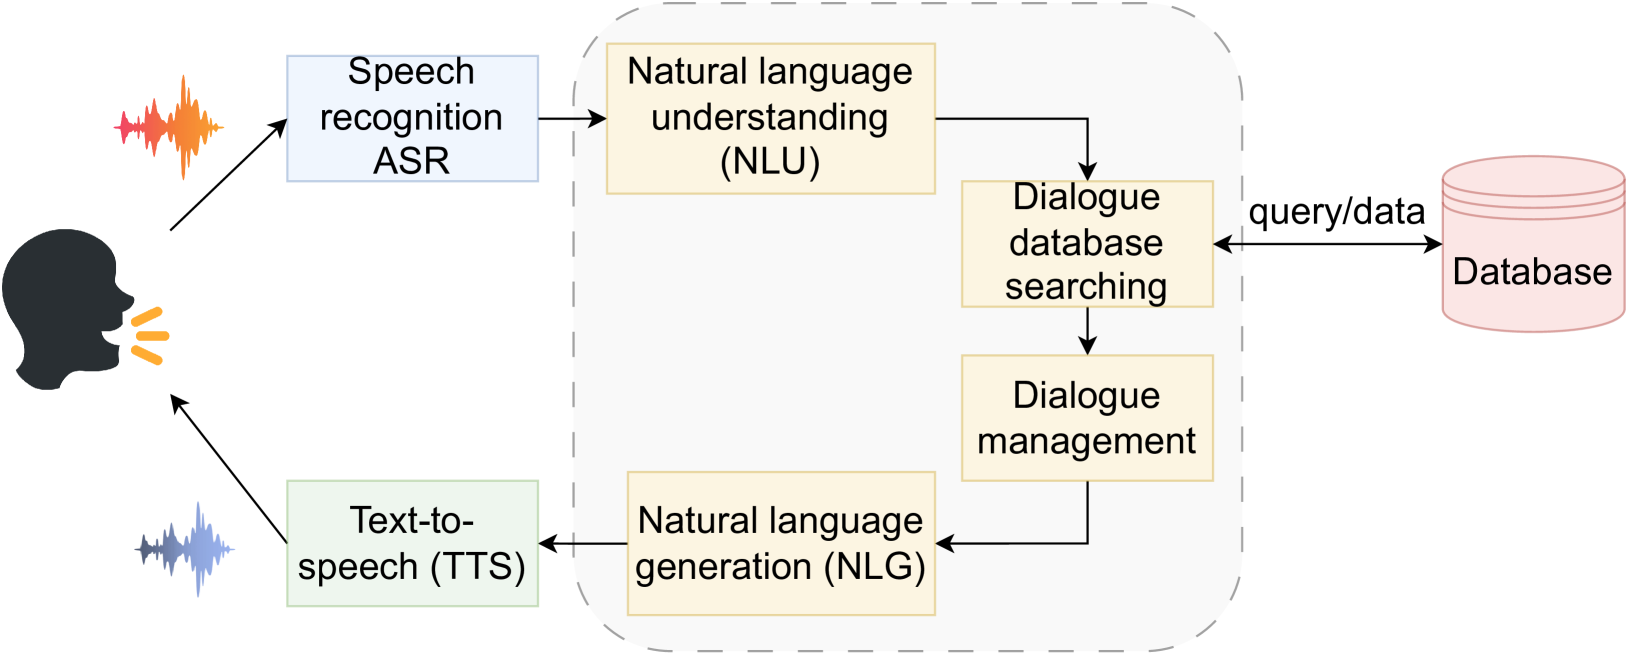 Speech
recognition
ASR
Natural language
understanding
(NLU)
Dialogue
database
searching
query/data
Database
Dialogue
management
Natural language
generation (NLG)
Text-to-
speech (TTS)